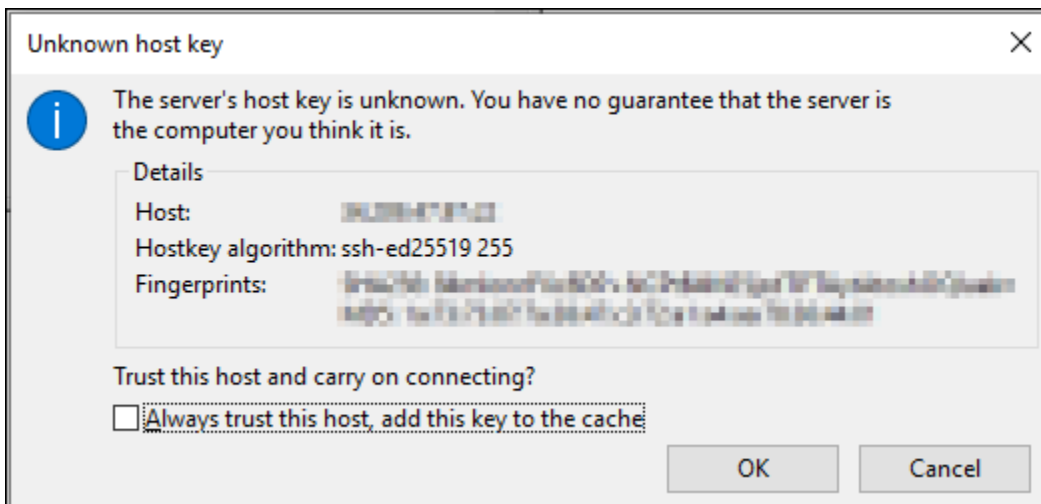 Unknown host key
The server's host key is unknown. You have no guarantee that the server is
the computer you think it is.
Details
Host:
Hostkey algorithm: ssh-ed25519 255
Fingerprints:
Trust this host and carry on connecting?
Always trust this host, add this key to the cache
OK Cancel